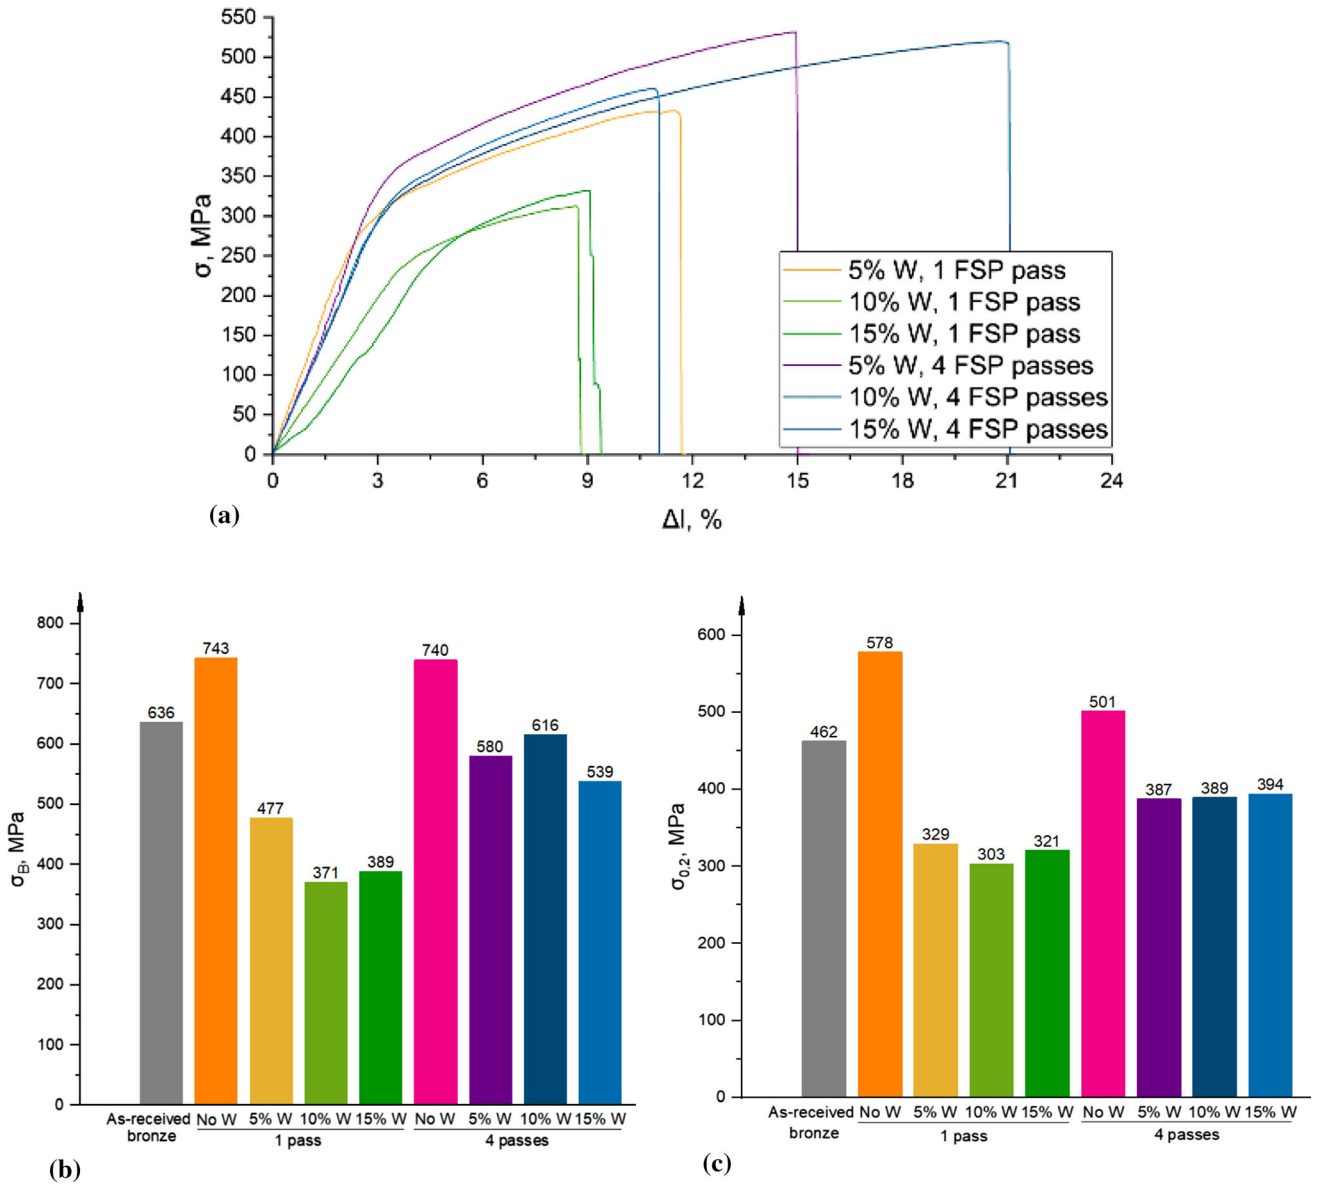 550
500
450
400
350
300
250
200
150
100
50
0
σ, MPa
5% W, 1 FSP pass
10% W, 1 FSP pass
15% W, 1 FSP pass
5% W, 4 FSP passes
10% W, 4 FSP passes
15% W, 4 FSP passes
0 3 6 9 12 15 18 21 24
Δl, %
(a)
800
700
600
500
400
300
200
100
0
σB, MPa
636
743
477
371
389
740
580
616
539
As-received bronze
No W 5% W 10% W 15% W No W 5% W 10% W 15% W
1 pass 4 passes
(b)
600
500
400
300
200
100
0
σ0,2, MPa
462
578
329
303
321
501
387
389
394
As-received bronze
No W 5% W 10% W 15% W No W 5% W 10% W 15% W
1 pass 4 passes
(c)